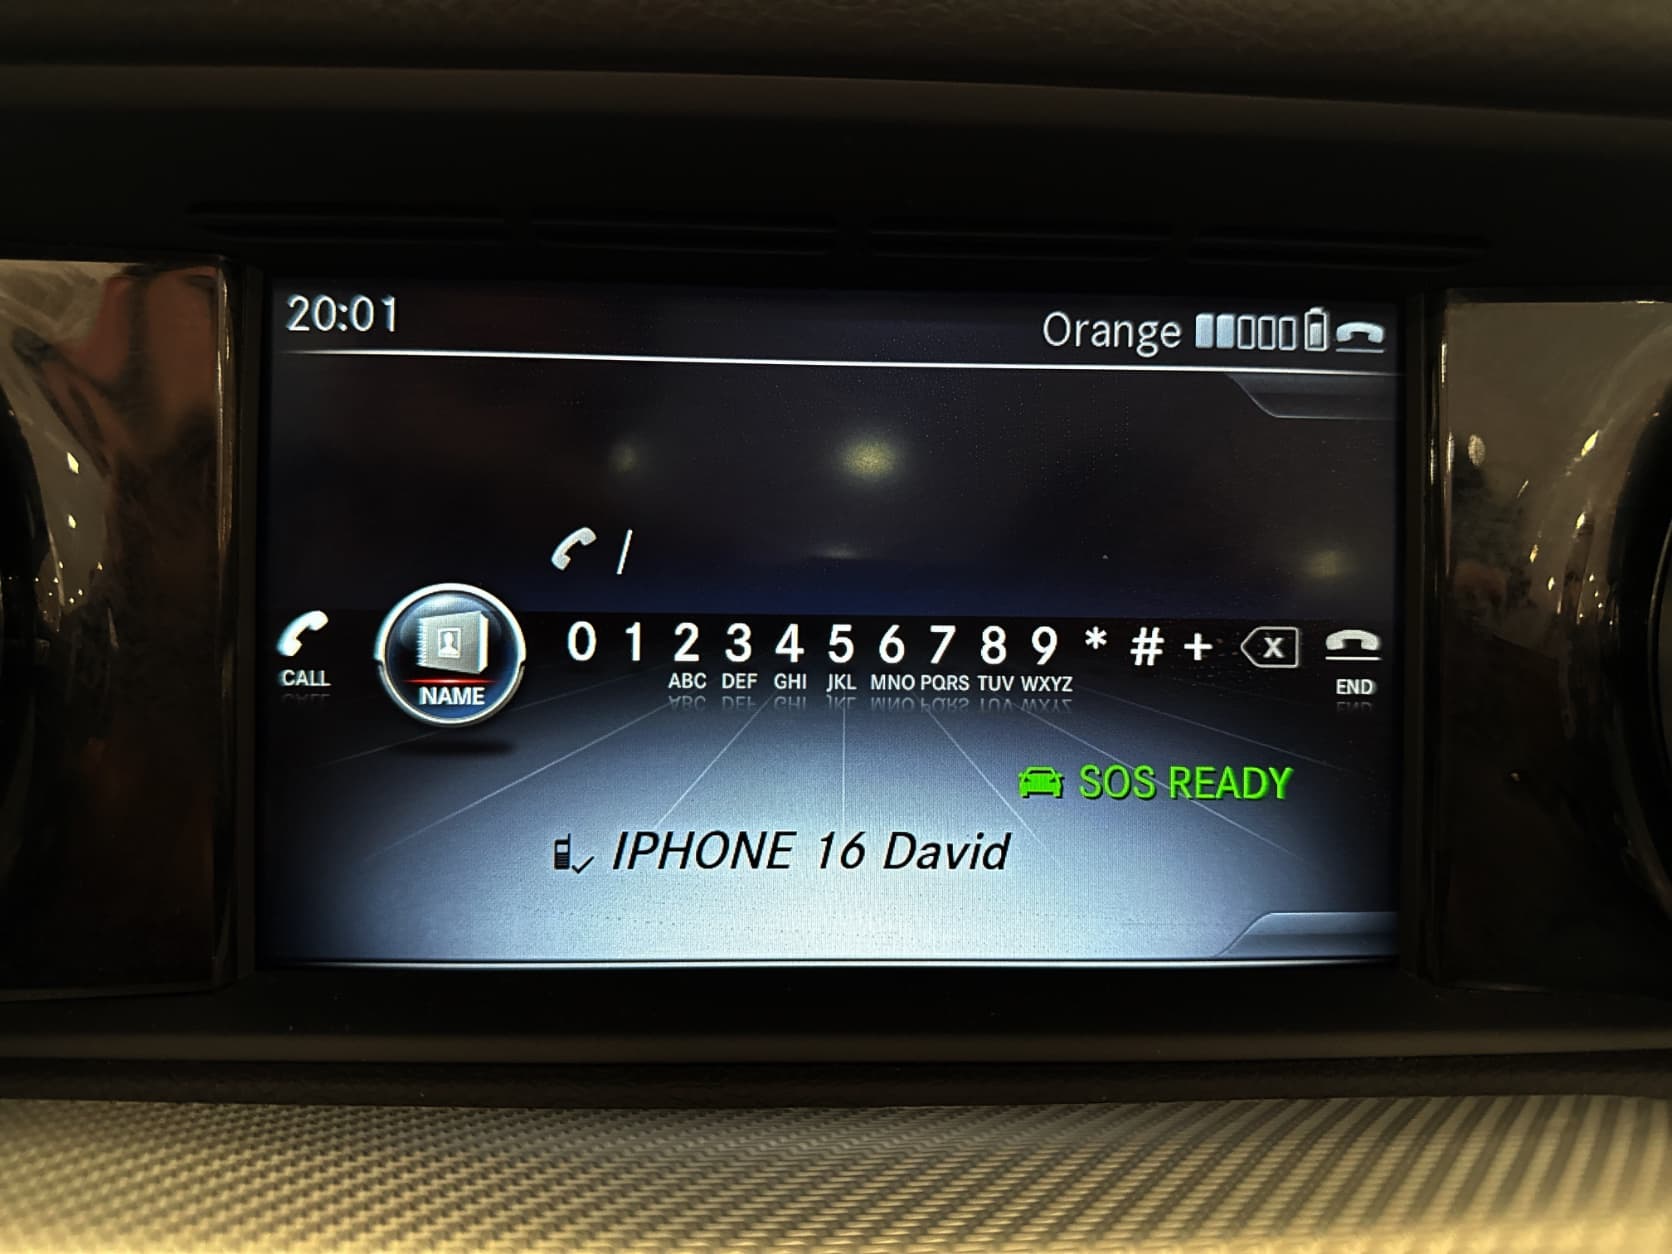 20:01
Orange
/
0 1 2 3 4 5 6 7 8 9 * # + X
ABC DEF GHI JKL MNO PQRS TUV WXYZ
CALL
NAME
END
SOS READY
IPHONE 16 David